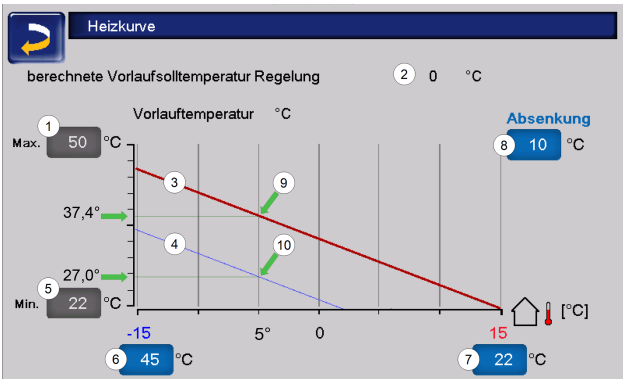 Heizkurve
berechnete Vorlaufsolltemperatur Regelung 2 0 °C
Vorlauftemperatur °C
Absenkung
1
Max. 50 °C
8 10 °C
3
9
37,4°
4
10
27,0°
5
Min. 22 °C
[°C]
-15 5° 0 15
6 45 °C
7 22 °C